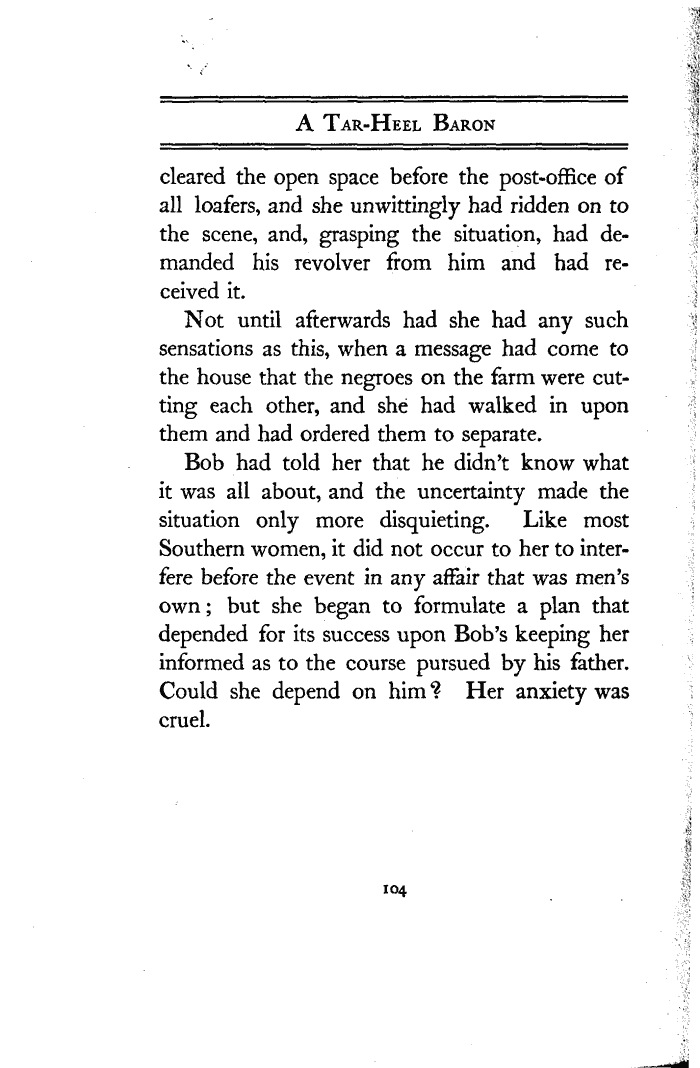 A Tar-Heel Baron
cleared the open space before the post-office of
all loafers, and she unwittingly had ridden on to
the scene, and, grasping the situation, had de-
manded his revolver from him and had re-
ceived it.
Not until afterwards had she had any such
sensations as this, when a message had come to
the house that the negroes on the farm were cut-
ting each other, and she had walked in upon
them and had ordered them to separate.
Bob had told her that he didn't know what
it was all about, and the uncertainty made the
situation only more disquieting. Like most
Southern women, it did not occur to her to inter-
fere before the event in any affair that was men's
own; but she began to formulate a plan that
depended for its success upon Bob's keeping her
informed as to the course pursued by his father.
Could she depend on him? Her anxiety was
cruel.
104